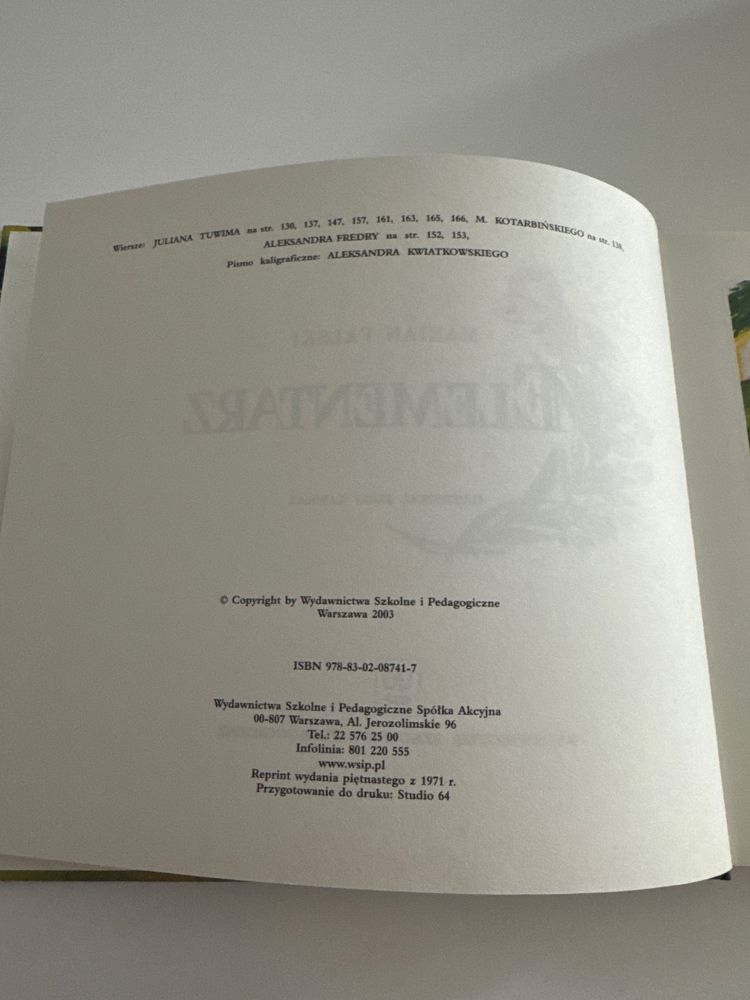 Wiersze: JULIANA TUWIMA na str. 130, 137, 147, 157, 161, 163, 165, 166, M. KOTARBIŃSKIEGO na str. 138,
ALEKSANDRA FREDRY na str. 152, 153,
Pismo kaligraficzne: ALEKSANDRA KWIATKOWSKIEGO
MARIAN FALSKI
ELEMENTARZ
© Copyright by Wydawnictwa Szkolne i Pedagogiczne
Warszawa 2003
ISBN 978-83-02-08741-7
Wydawnictwa Szkolne i Pedagogiczne Spółka Akcyjna
00-807 Warszawa, Al. Jerozolimskie 96
Tel.: 22 576 25 00
Infolinia: 801 220 555
www.wsip.pl
Reprint wydania piętnastego z 1971 r.
Przygotowanie do druku: Studio 64